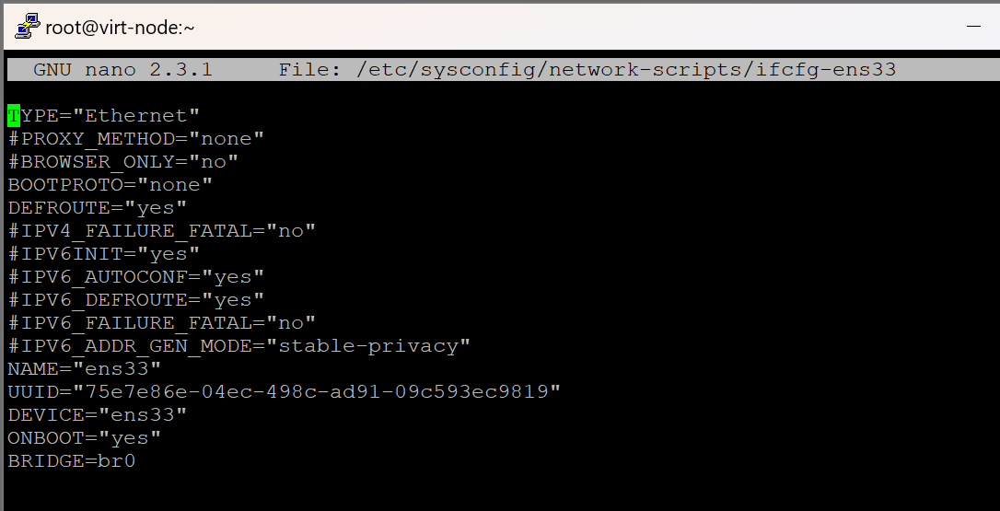 root@virt-node:~
GNU nano 2.3.1 File: /etc/sysconfig/network-scripts/ifcfg-ens33
TYPE="Ethernet"
#PROXY_METHOD="none"
#BROWSER_ONLY="no"
BOOTPROTO="none"
DEFROUTE="yes"
#IPV4_FAILURE_FATAL="no"
#IPV6INIT="yes"
#IPV6_AUTOCONF="yes"
#IPV6_DEFROUTE="yes"
#IPV6_FAILURE_FATAL="no"
#IPV6_ADDR_GEN_MODE="stable-privacy"
NAME="ens33"
UUID="75e7e86e-04ec-498c-ad91-09c593ec9819"
DEVICE="ens33"
ONBOOT="yes"
BRIDGE=br0